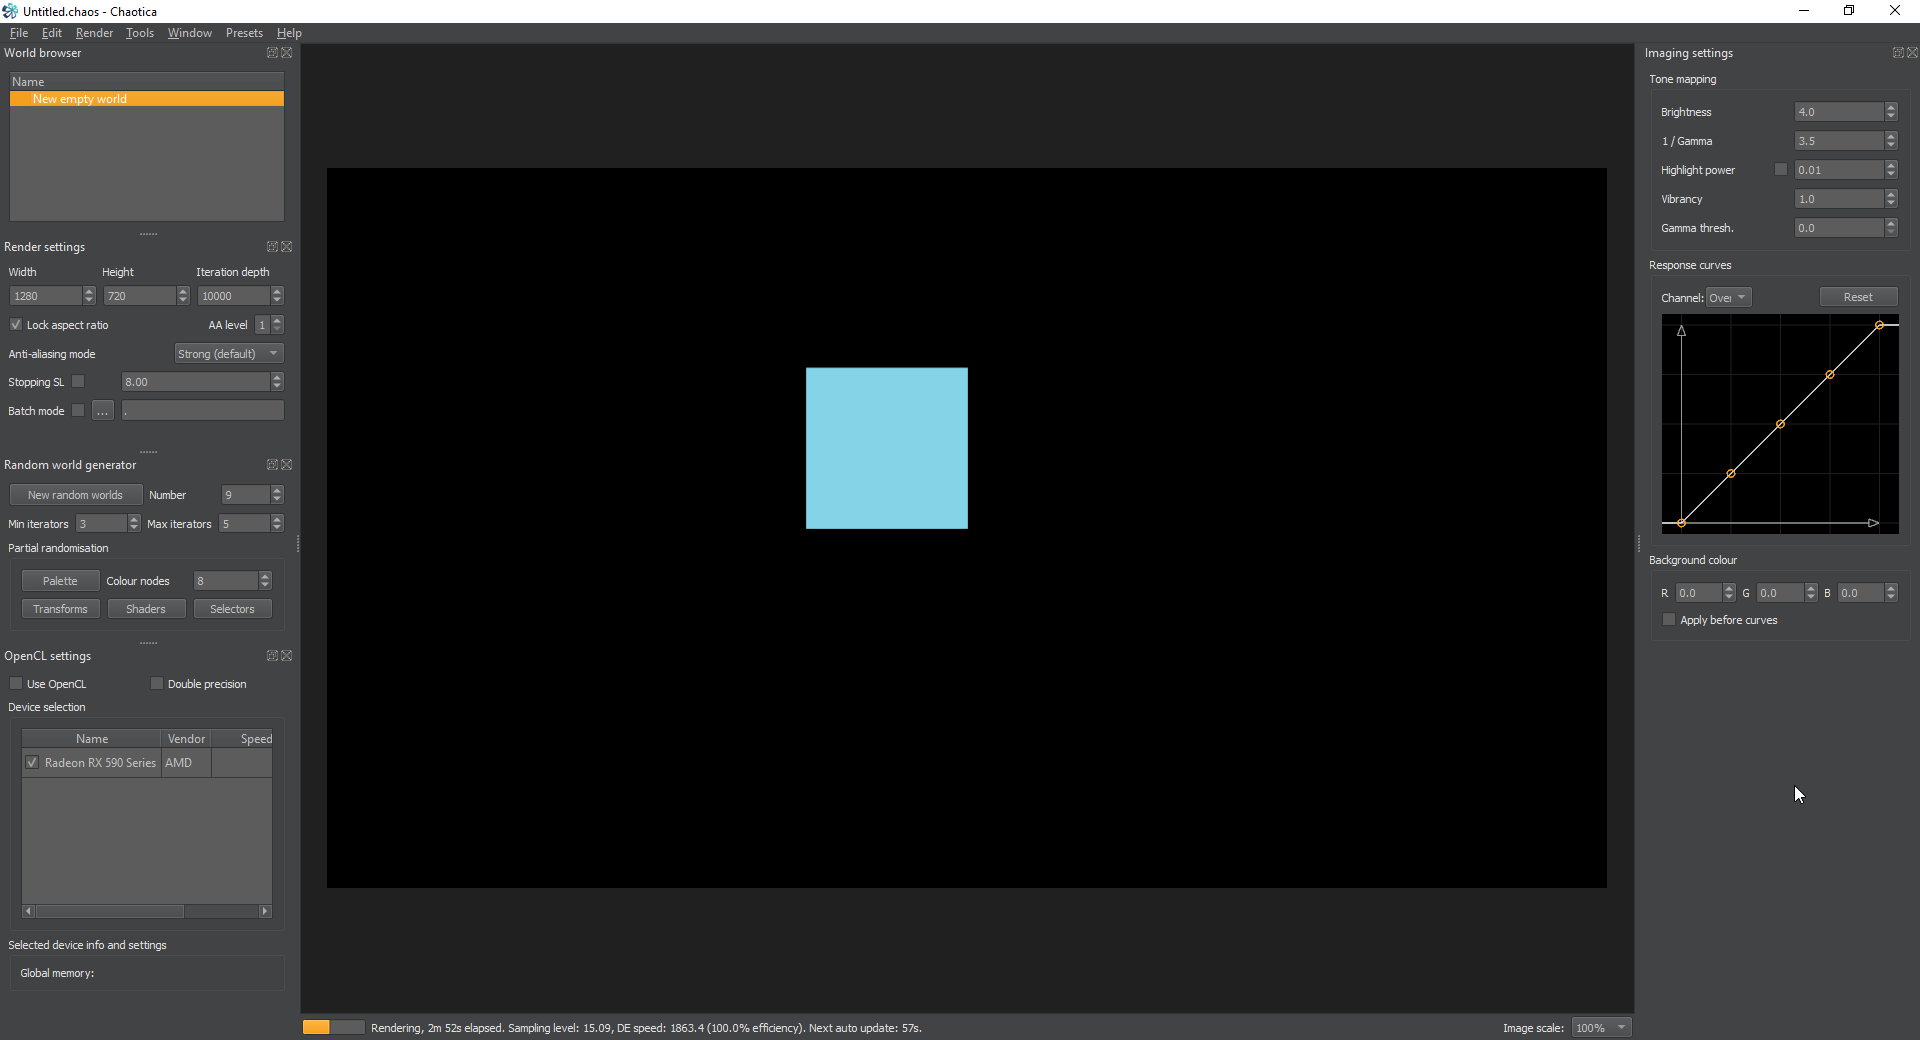 Untitled.chaos - Chaotica
File Edit Render Tools Window Presets Help
World browser
Name
New empty world
Render settings
Width Height Iteration depth
1280 720 10000
Lock aspect ratio AA level 1
Anti-aliasing mode Strong (default)
Stopping SL 8.00
Batch mode ... .
Random world generator
New random worlds Number 9
Min iterators 3 Max iterators 5
Partial randomisation
Palette Colour nodes 8
Transforms Shaders Selectors
OpenCL settings
Use OpenCL Double precision
Device selection
Name Vendor Speed
Radeon RX 590 Series AMD
Selected device info and settings
Global memory:
Rendering, 2m 52s elapsed. Sampling level: 15.09, DE speed: 1863.4 (100.0% efficiency). Next auto update: 57s.
Image scale: 100%
Imaging settings
Tone mapping
Brightness 4.0
1 / Gamma 3.5
Highlight power 0.01
Vibrancy 1.0
Gamma thresh. 0.0
Response curves
Channel: Over Reset
Background colour
R 0.0 G 0.0 B 0.0
Apply before curves